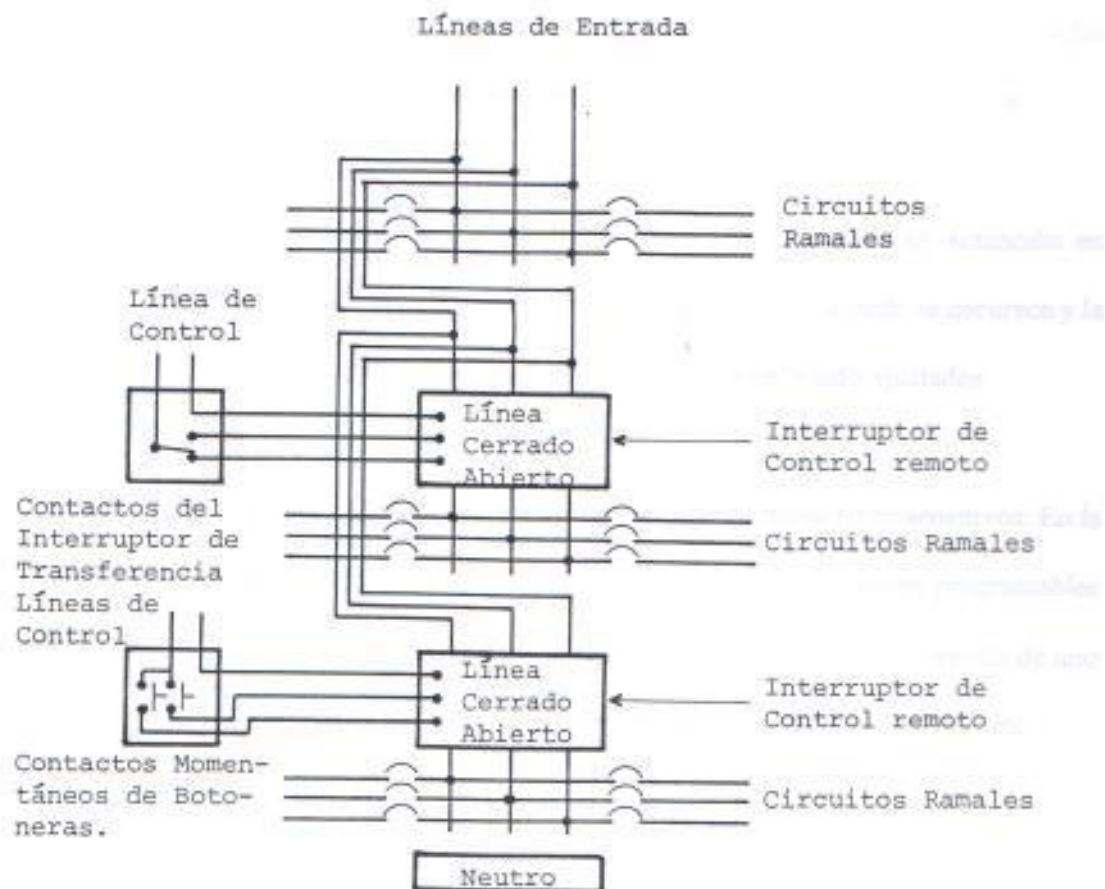 Líneas de Entrada
Circuitos
Ramales
Línea de
Control
Línea
Cerrado
Abierto
Interruptor de
Control remoto
Contactos del
Interruptor de
Transferencia
Circuitos Ramales
Líneas de
Control
Línea
Cerrado
Abierto
Interruptor de
Control remoto
Contactos Momen-
táneos de Boto-
neras.
Circuitos Ramales
Neutro